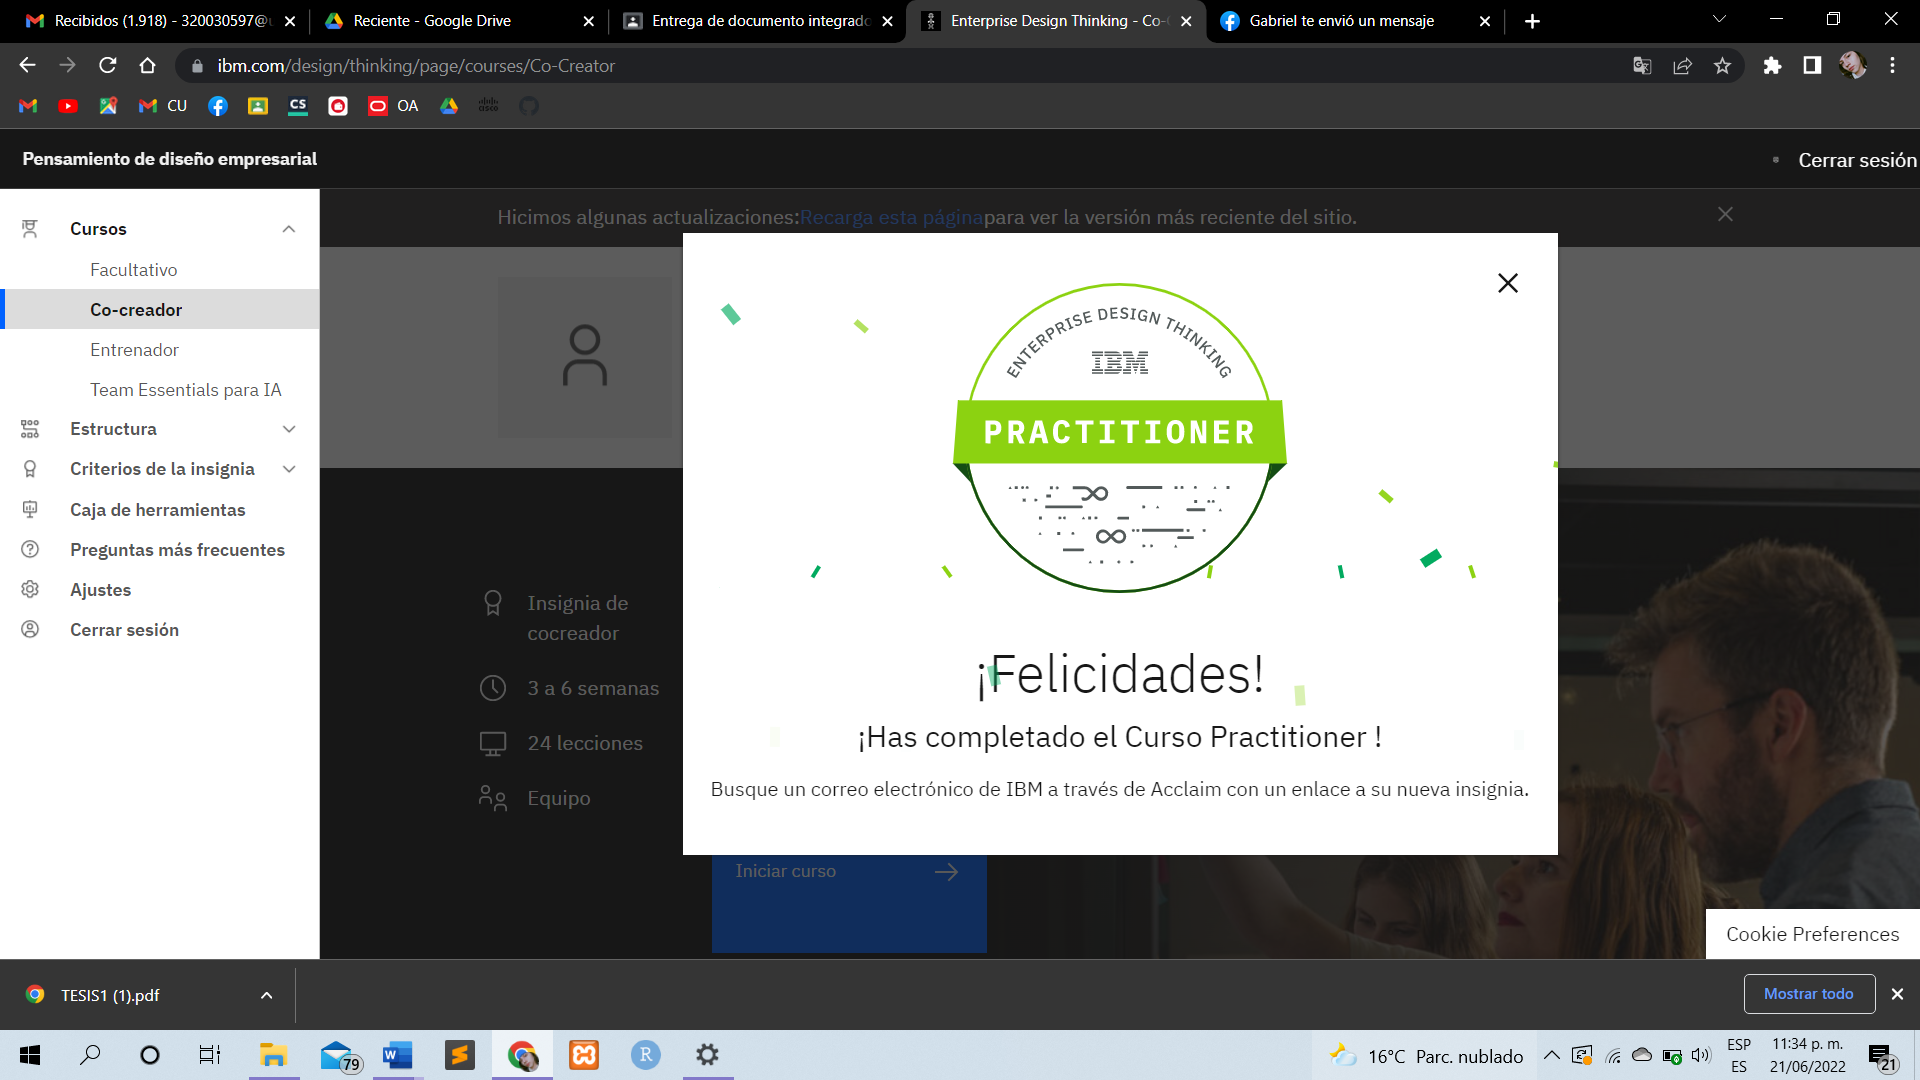 Recibidos (1.918) - 320030597@u
Reciente - Google Drive
Entrega de documento integrado
Enterprise Design Thinking - Co-C
Gabriel te envió un mensaje
ibm.com/design/thinking/page/courses/Co-Creator
CU
CS
OA
cisco
Pensamiento de diseño empresarial
Cerrar sesión
Hicimos algunas actualizaciones:Recarga esta páginapara ver la versión más reciente del sitio.
Cursos
Facultativo
Co-creador
Entrenador
Team Essentials para IA
Estructura
Criterios de la insignia
Caja de herramientas
Preguntas más frecuentes
Ajustes
Cerrar sesión
Insignia de
cocreador
3 a 6 semanas
24 lecciones
Equipo
ENTERPRISE DESIGN THINKING
IBM
PRACTITIONER
¡Felicidades!
¡Has completado el Curso Practitioner !
Busque un correo electrónico de IBM a través de Acclaim con un enlace a su nueva insignia.
Iniciar curso
Cookie Preferences
TESIS1 (1).pdf
Mostrar todo
79
W
R
16°C Parc. nublado
ESP
ES
11:34 p. m.
21/06/2022
21